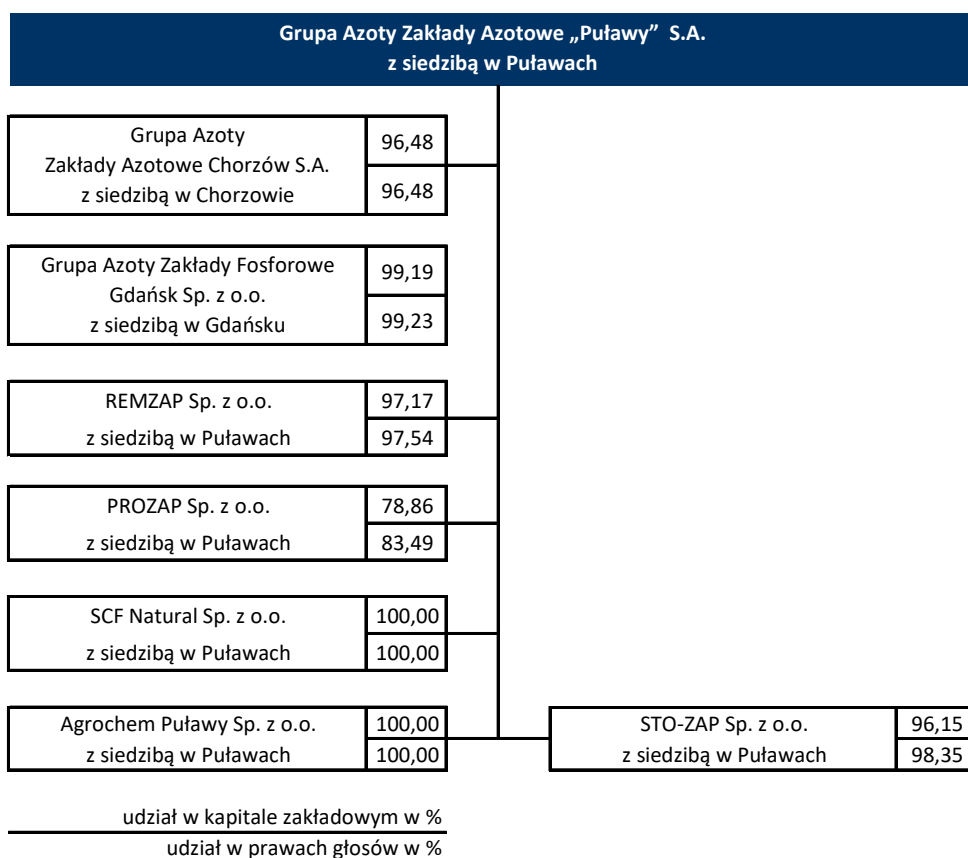 Grupa Azoty Zakłady Azotowe „Puławy” S.A.
z siedzibą w Puławach
Grupa Azoty
Zakłady Azotowe Chorzów S.A.
z siedzibą w Chorzowie
96,48
96,48
Grupa Azoty Zakłady Fosforowe
Gdańsk Sp. z o.o.
z siedzibą w Gdańsku
99,19
99,23
REMZAP Sp. z o.o. 97,17
z siedzibą w Puławach 97,54
PROZAP Sp. z o.o. 78,86
z siedzibą w Puławach 83,49
SCF Natural Sp. z o.o. 100,00
z siedzibą w Puławach 100,00
Agrochem Puławy Sp. z o.o. 100,00
z siedzibą w Puławach 100,00
STO-ZAP Sp. z o.o. 96,15
z siedzibą w Puławach 98,35
udział w kapitale zakładowym w %
udział w prawach głosów w %